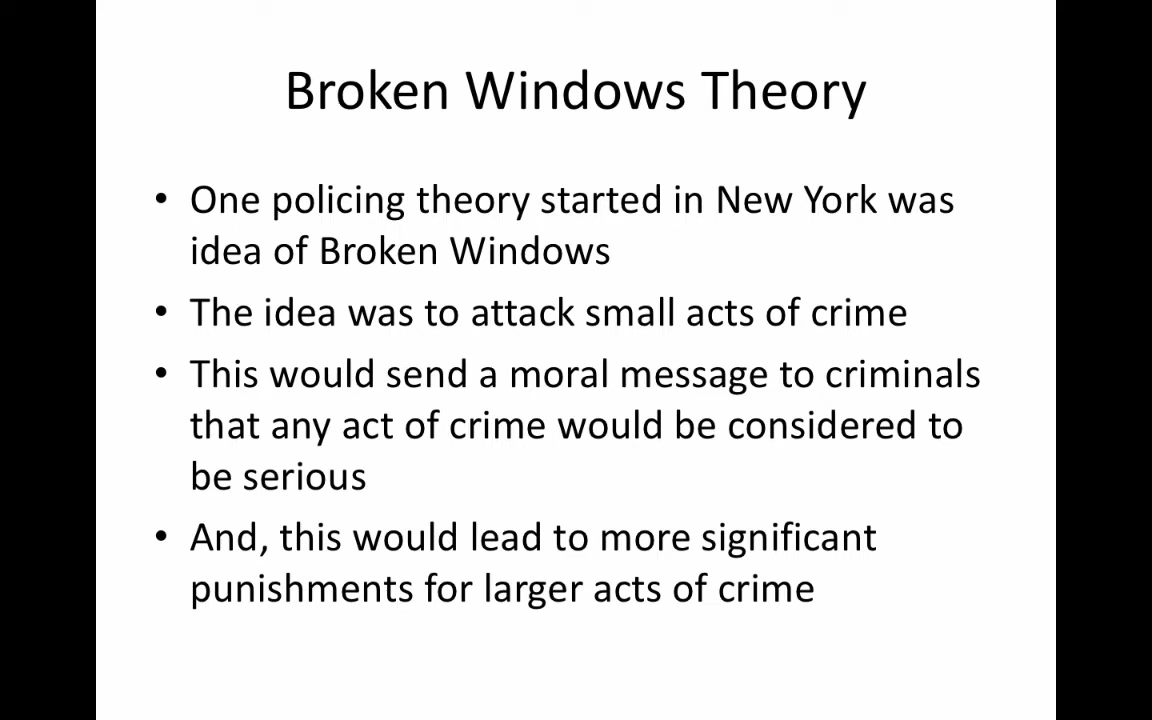 Broken Windows Theory
• One policing theory started in New York was
idea of Broken Windows
• The idea was to attack small acts of crime
• This would send a moral message to criminals
that any act of crime would be considered to
be serious
• And, this would lead to more significant
punishments for larger acts of crime